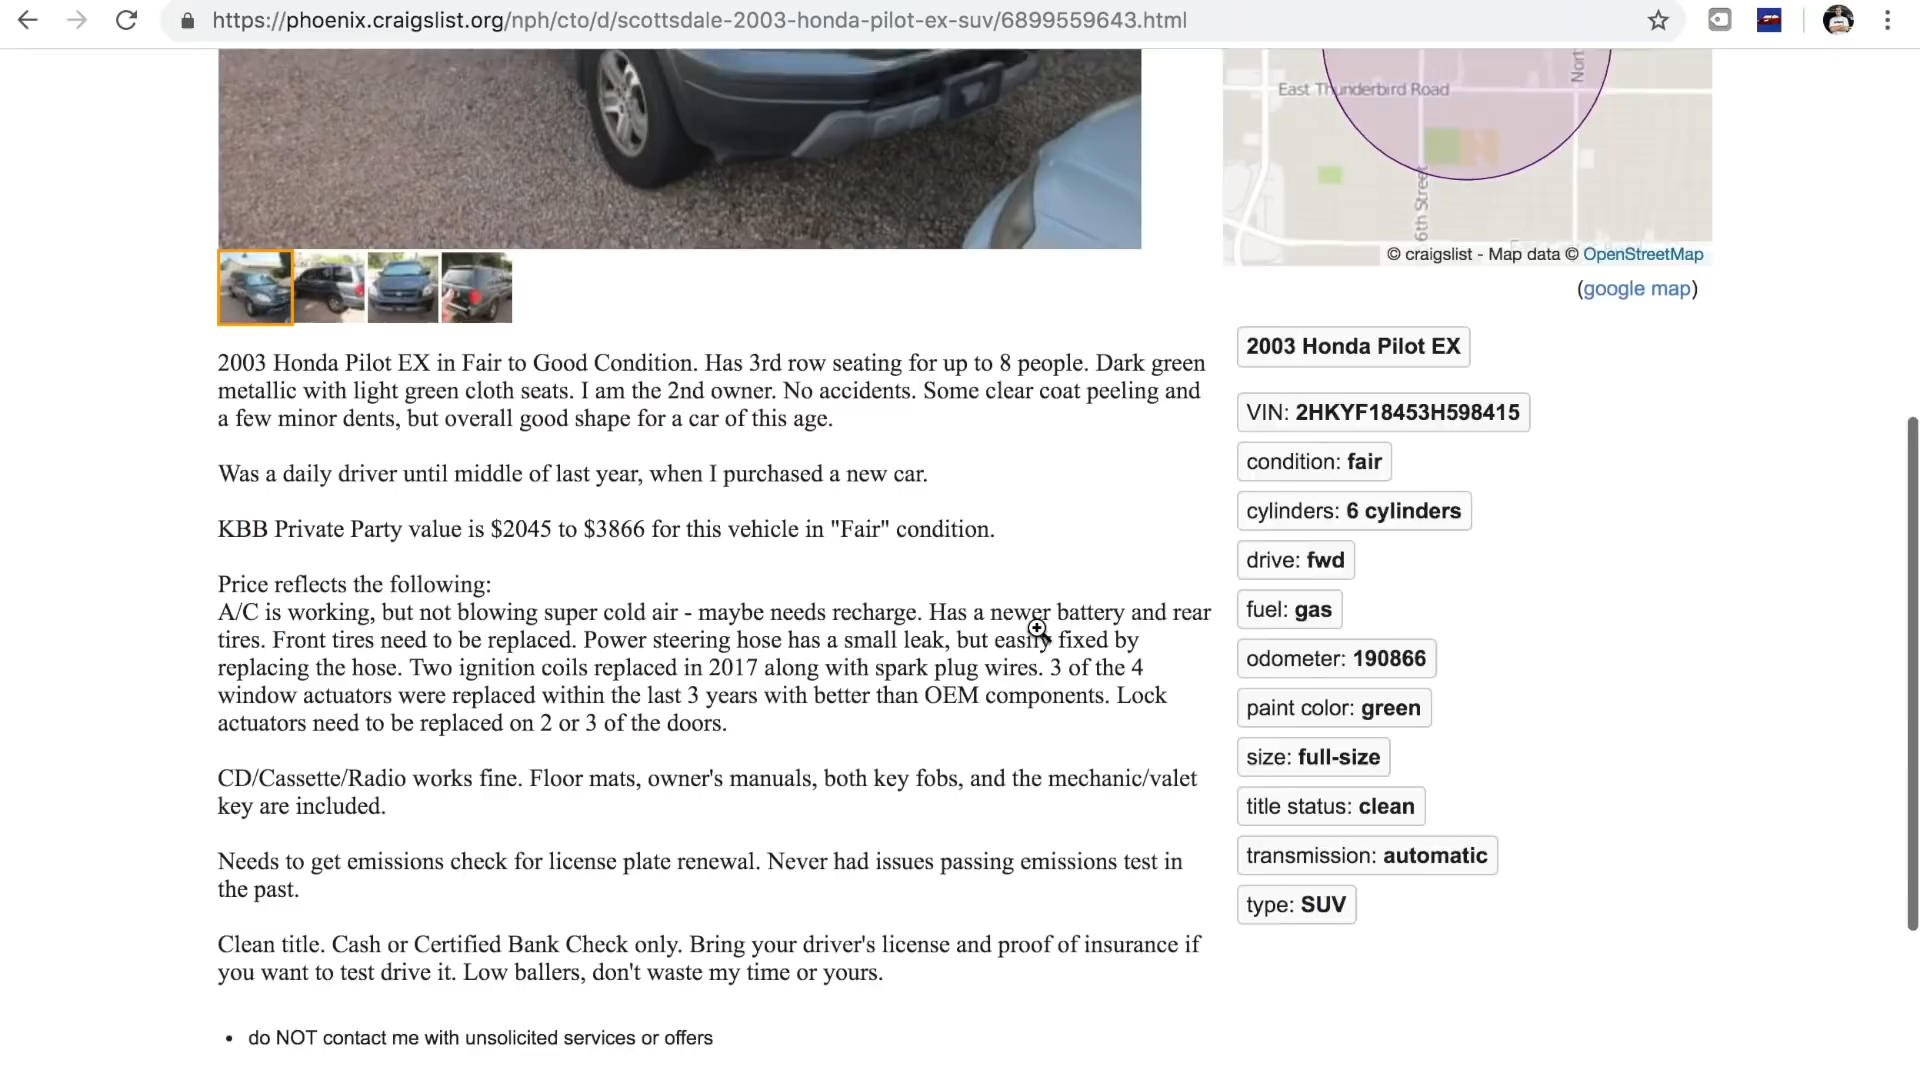 https://phoenix.craigslist.org/nph/cto/d/scottsdale-2003-honda-pilot-ex-suv/6899559643.html
East Thunderbird Road
Nort
6th Street
© craigslist - Map data © OpenStreetMap
(google map)
2003 Honda Pilot EX in Fair to Good Condition. Has 3rd row seating for up to 8 people. Dark green
metallic with light green cloth seats. I am the 2nd owner. No accidents. Some clear coat peeling and
a few minor dents, but overall good shape for a car of this age.
Was a daily driver until middle of last year, when I purchased a new car.
KBB Private Party value is $2045 to $3866 for this vehicle in "Fair" condition.
Price reflects the following:
A/C is working, but not blowing super cold air - maybe needs recharge. Has a newer battery and rear
tires. Front tires need to be replaced. Power steering hose has a small leak, but easily fixed by
replacing the hose. Two ignition coils replaced in 2017 along with spark plug wires. 3 of the 4
window actuators were replaced within the last 3 years with better than OEM components. Lock
actuators need to be replaced on 2 or 3 of the doors.
CD/Cassette/Radio works fine. Floor mats, owner's manuals, both key fobs, and the mechanic/valet
key are included.
Needs to get emissions check for license plate renewal. Never had issues passing emissions test in
the past.
Clean title. Cash or Certified Bank Check only. Bring your driver's license and proof of insurance if
you want to test drive it. Low ballers, don't waste my time or yours.
• do NOT contact me with unsolicited services or offers
2003 Honda Pilot EX
VIN: 2HKYF18453H598415
condition: fair
cylinders: 6 cylinders
drive: fwd
fuel: gas
odometer: 190866
paint color: green
size: full-size
title status: clean
transmission: automatic
type: SUV